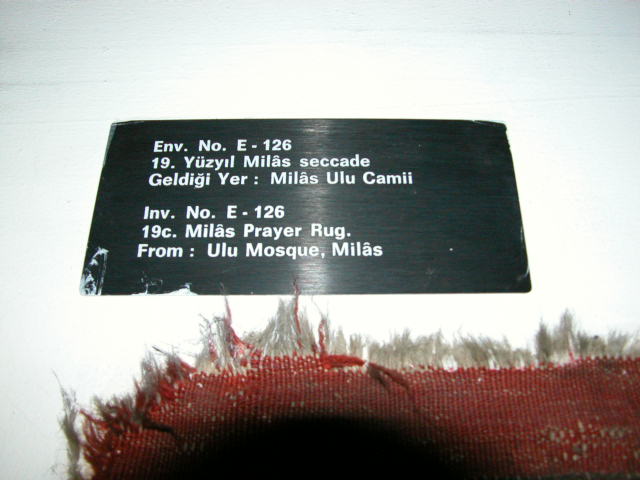 Env. No. E - 126
19. Yüzyıl Milâs seccade
Geldiği Yer : Milâs Ulu Camii
Inv. No. E - 126
19c. Milâs Prayer Rug.
From : Ulu Mosque, Milâs